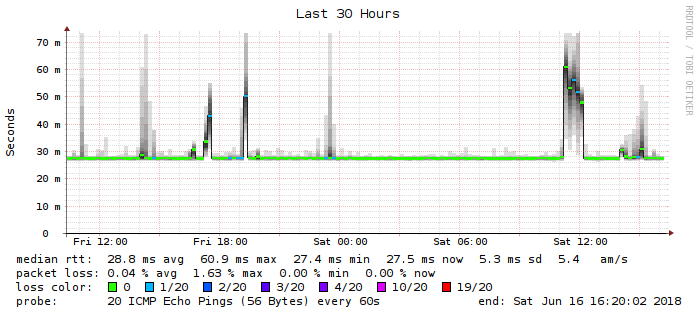 Last 30 Hours
RRDTOOL / TOBI OETIKER
Seconds
70 m
60 m
50 m
40 m
30 m
20 m
10 m
0
Fri 12:00 Fri 18:00 Sat 00:00 Sat 06:00 Sat 12:00
median rtt: 28.8 ms avg 60.9 ms max 27.4 ms min 27.5 ms now 5.3 ms sd 5.4 am/s
packet loss: 0.04 % avg 1.63 % max 0.00 % min 0.00 % now
loss color: 0 1/20 2/20 3/20 4/20 10/20 19/20
probe: 20 ICMP Echo Pings (56 Bytes) every 60s end: Sat Jun 16 16:20:02 2018